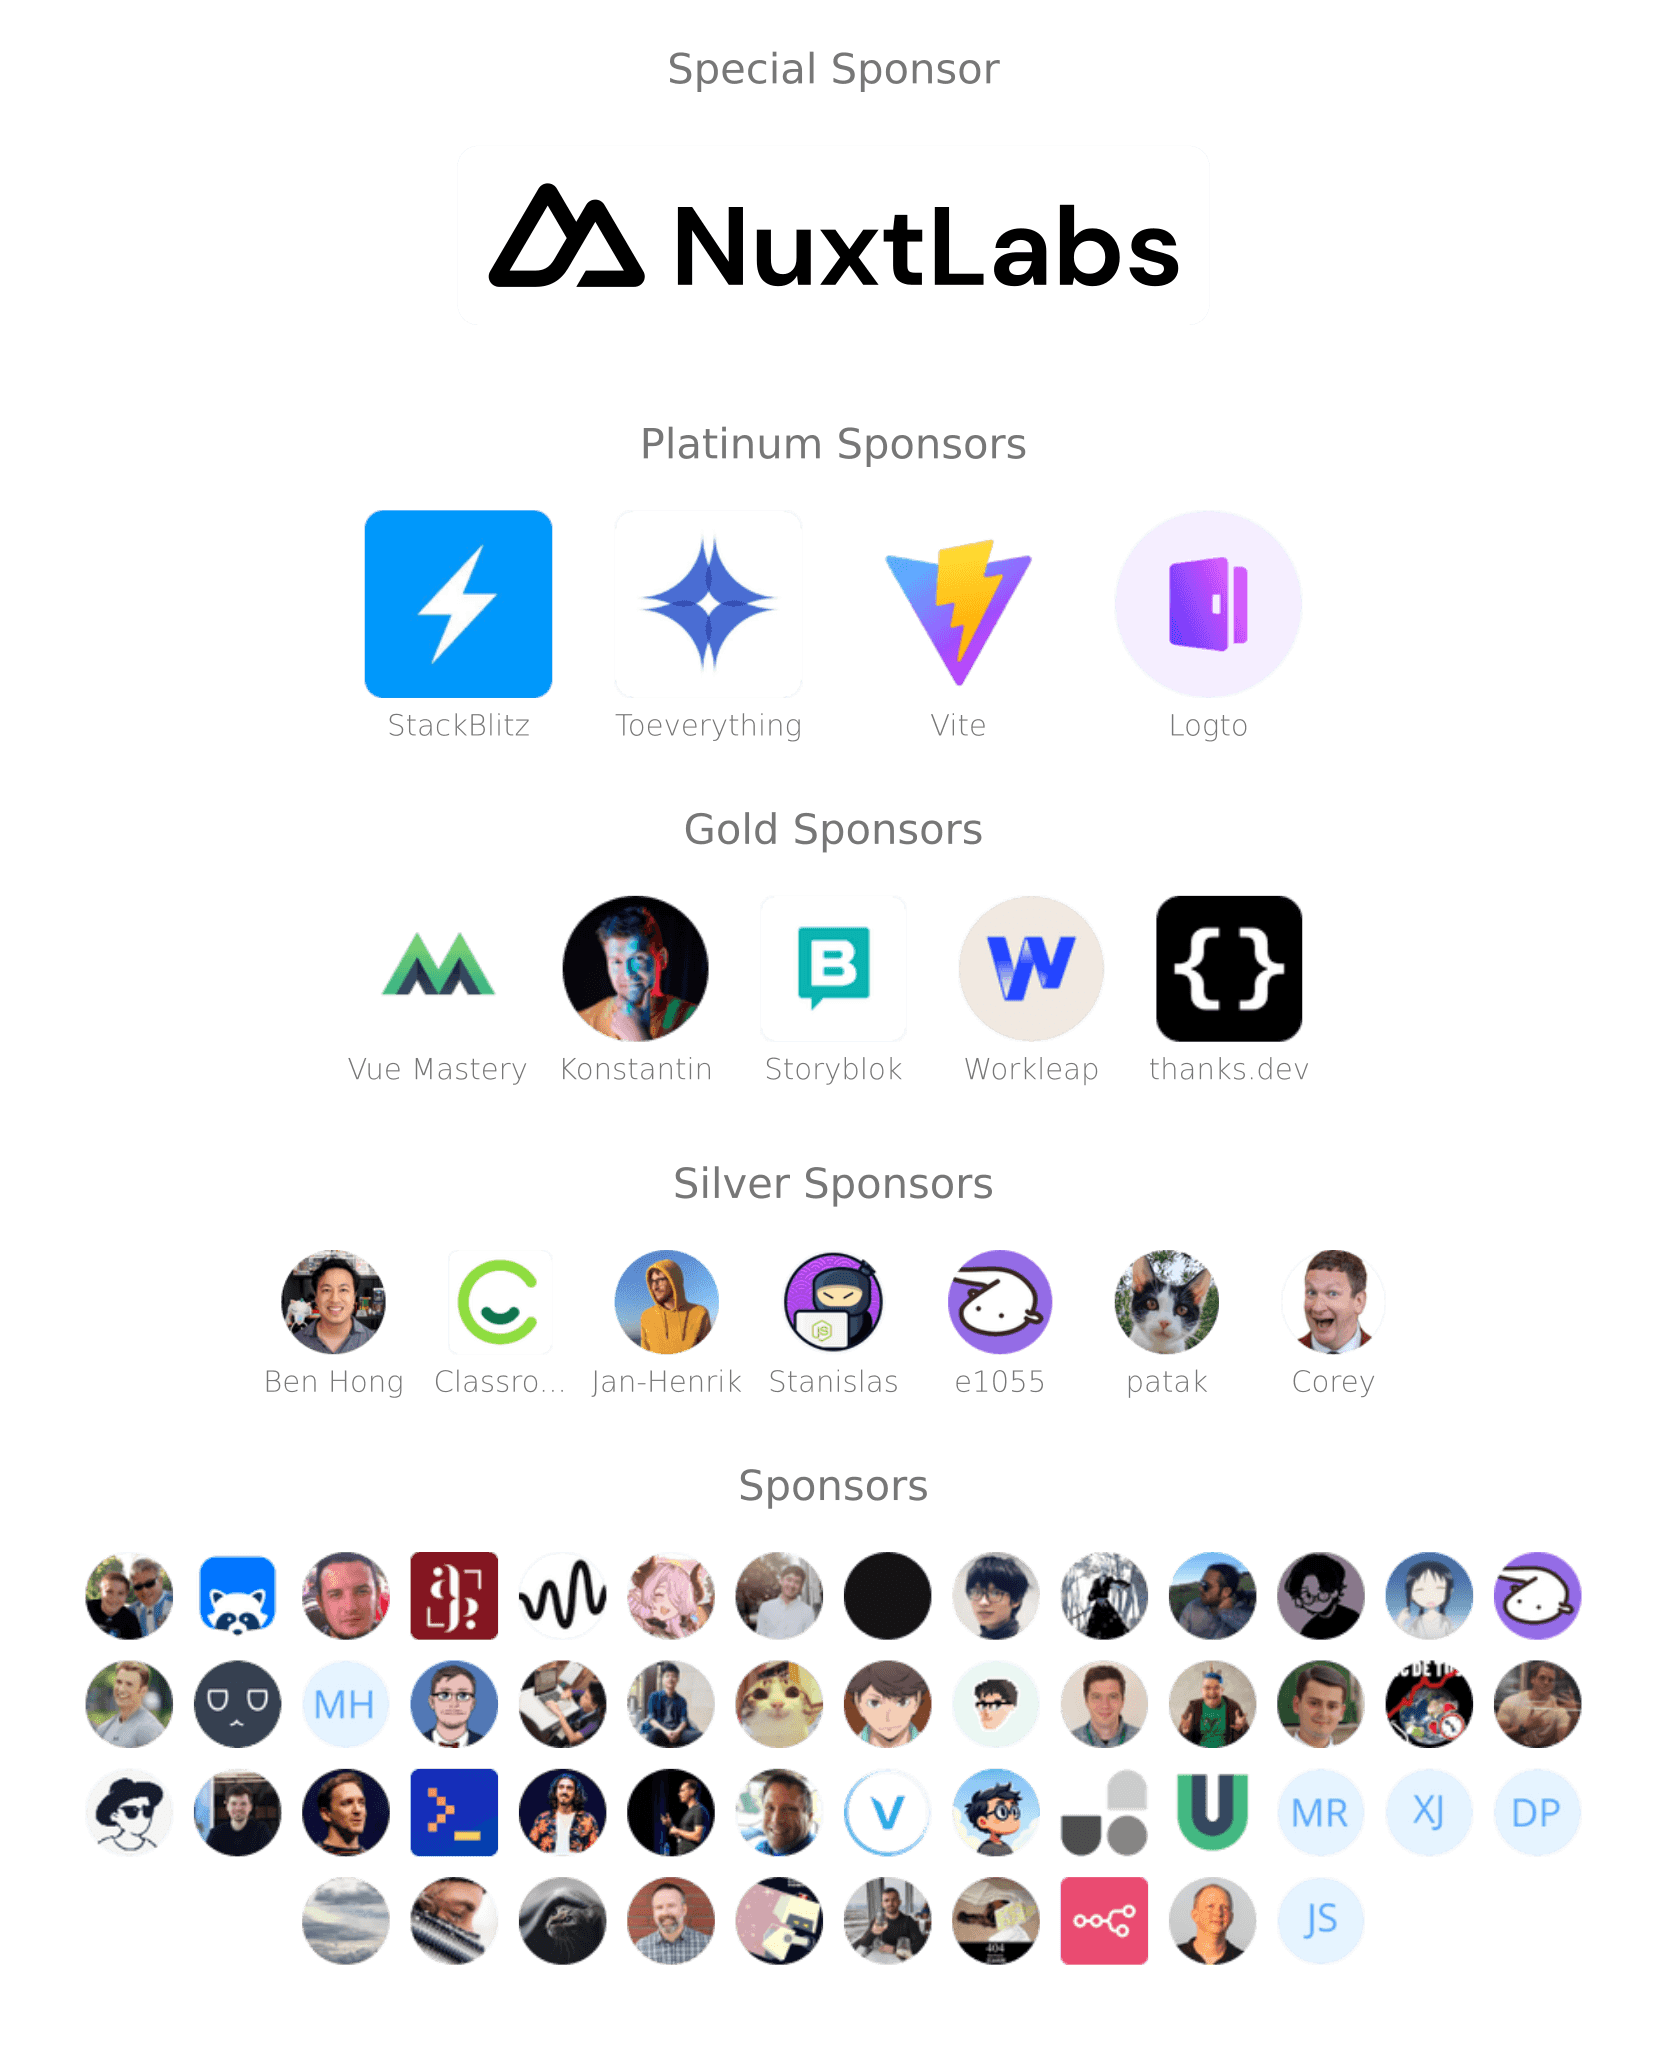 Special Sponsor
NuxtLabs
Platinum Sponsors
StackBlitz Toeverything Vite Logto
Gold Sponsors
Vue Mastery Konstantin Storyblok Workleap thanks.dev
Silver Sponsors
Ben Hong Classro... Jan-Henrik Stanislas e1055 patak Corey
Sponsors
MH
MR XJ DP
404
JS